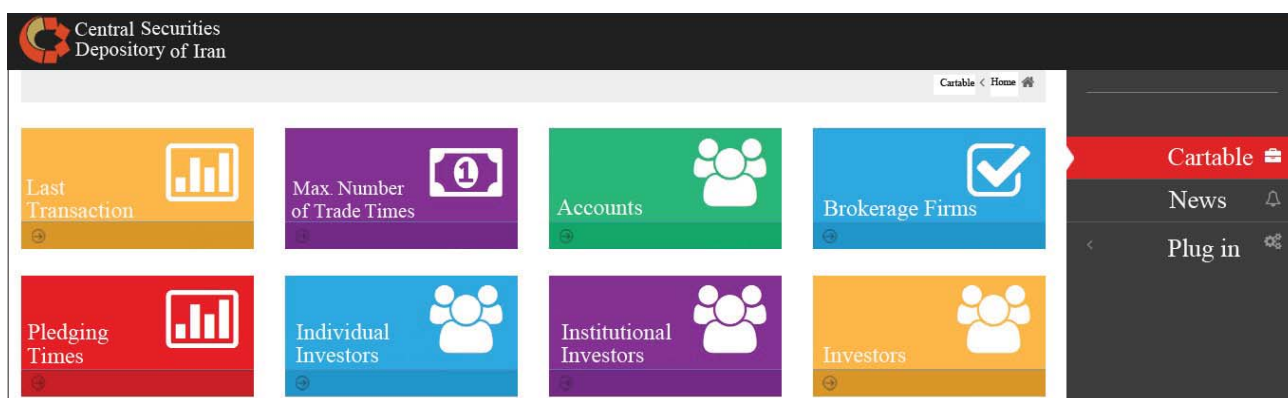 Central Securities
Depository of Iran
Cartable < Home
Last
Transaction
Max. Number
of Trade Times
1
Accounts
Brokerage Firms
Pledging
Times
Individual
Investors
Institutional
Investors
Investors
Cartable
News
< Plug in